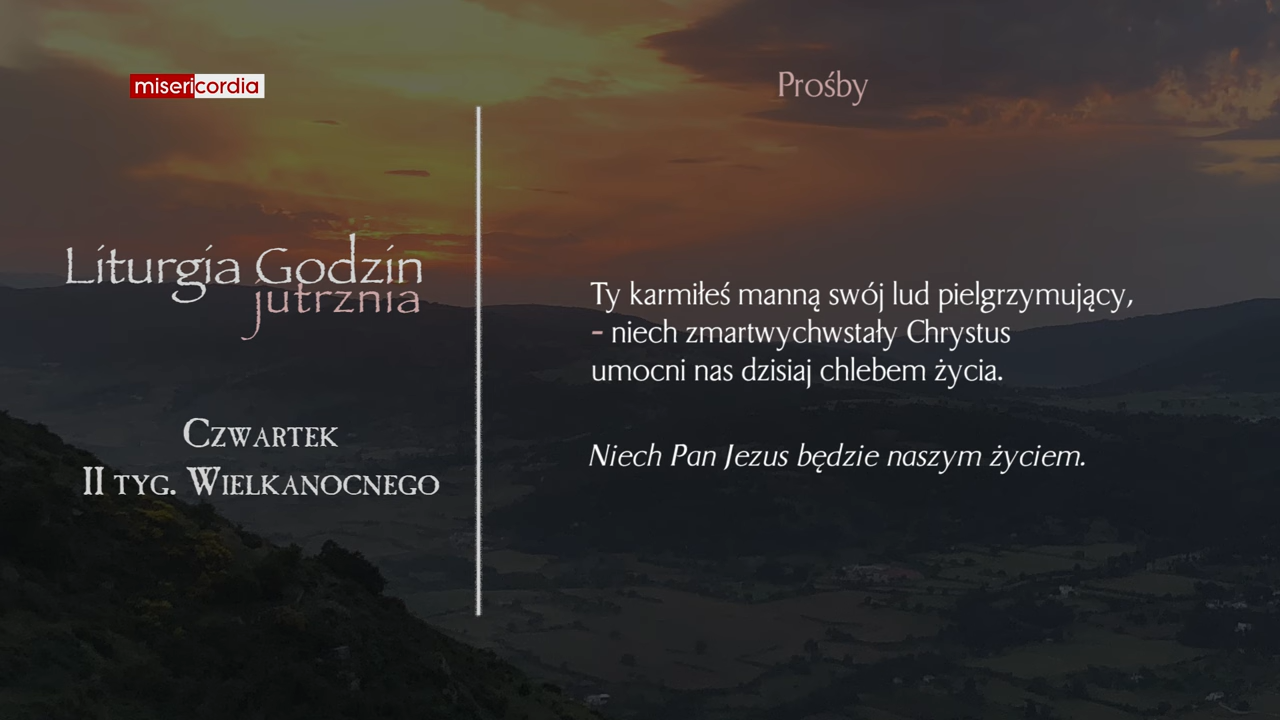 misericordia
Liturgia Godzin
jutrznia
Czwartek
II tyg. Wielkanocnego
Prośby
Ty karmiłeś manną swój lud pielgrzymujący,
- niech zmartwychwstały Chrystus
umocni nas dzisiaj chlebem życia.
Niech Pan Jezus będzie naszym życiem.